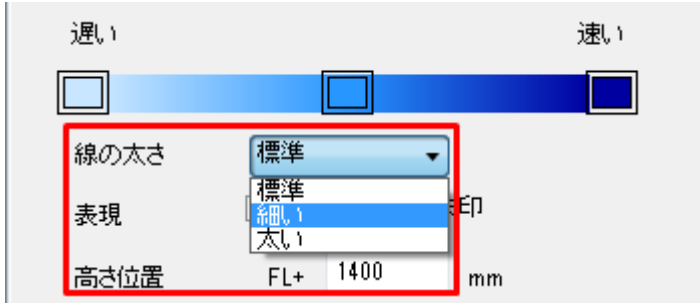 遅い 速い
線の太さ 標準
標準
表現 細い 印
太い
高さ位置 FL+ 1400 mm